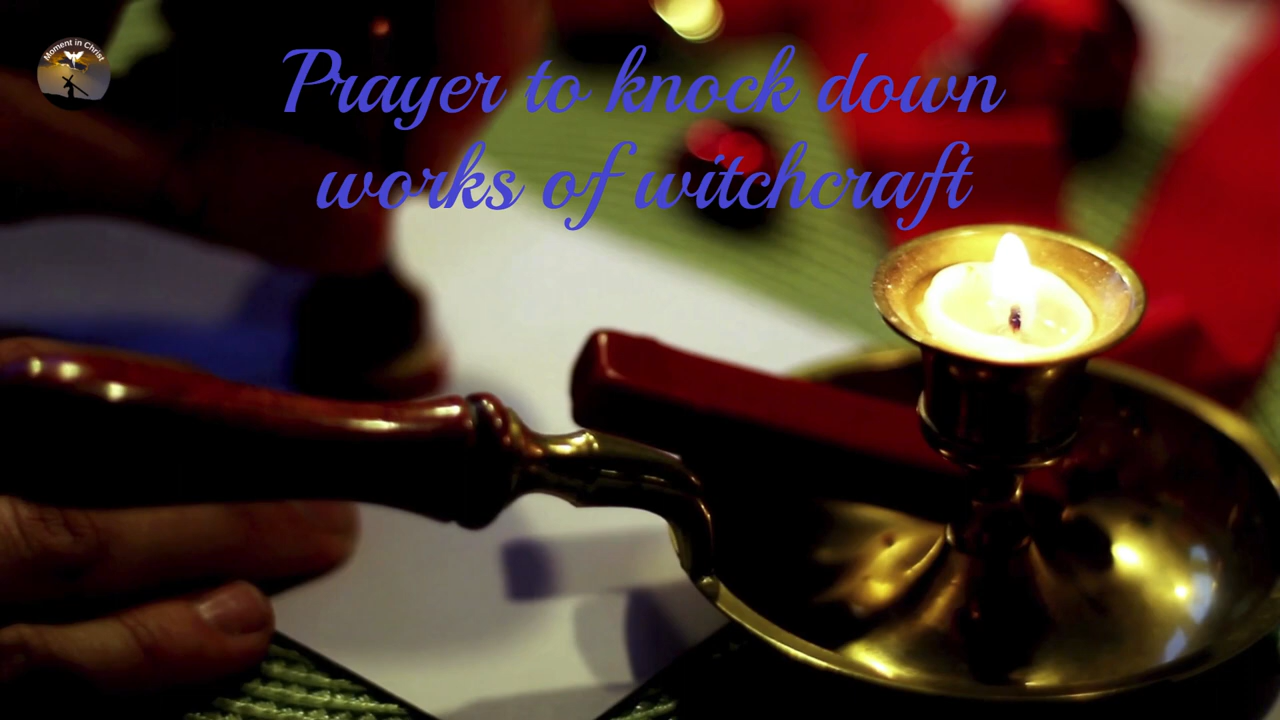 Moment in Christ
Prayer to knock down
works of witchcraft